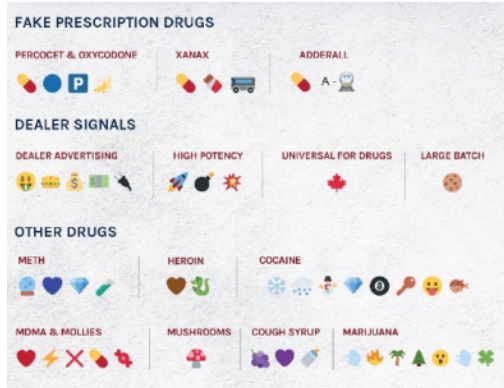 FAKE PRESCRIPTION DRUGS
PERCOCET & OXYCODONE XANAX ADDERALL
🅿️ A-
DEALER SIGNALS
DEALER ADVERTISING HIGH POTENCY UNIVERSAL FOR DRUGS LARGE BATCH
OTHER DRUGS
METH HEROIN COCAINE
8
MDMA & MOLLIES MUSHROOMS COUGH SYRUP MARIJUANA